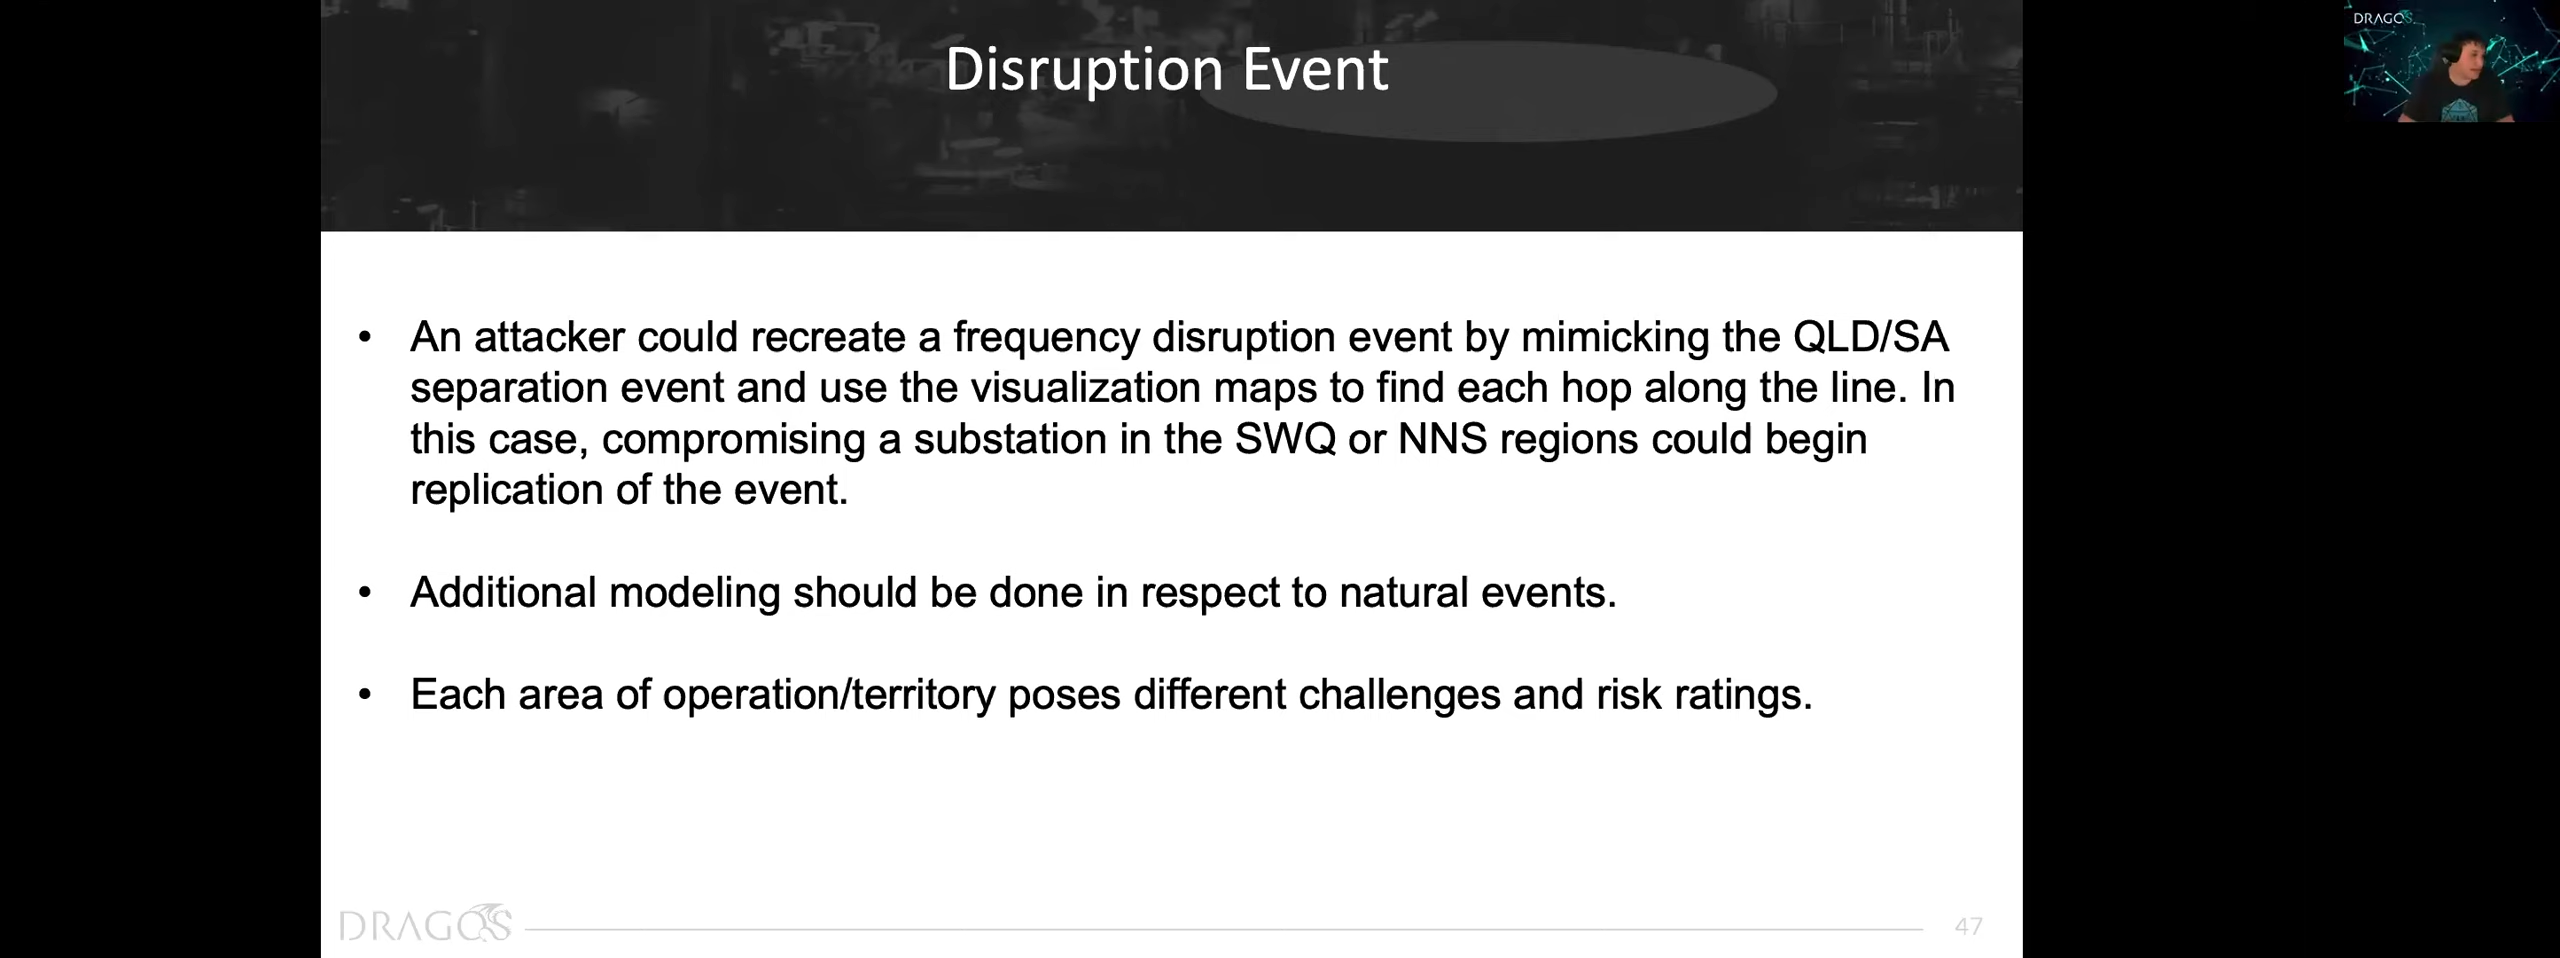 DRAGOS
Disruption Event
• An attacker could recreate a frequency disruption event by mimicking the QLD/SA
separation event and use the visualization maps to find each hop along the line. In
this case, compromising a substation in the SWQ or NNS regions could begin
replication of the event.
• Additional modeling should be done in respect to natural events.
• Each area of operation/territory poses different challenges and risk ratings.
DRAGOS
47